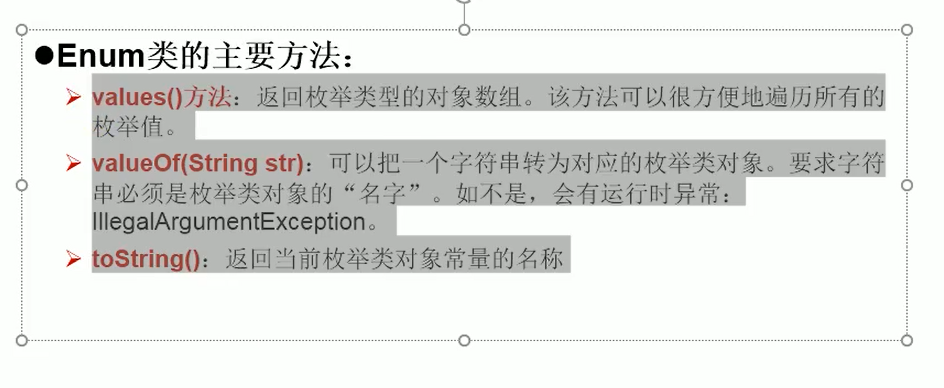 ●Enum类的主要方法：
➢ values()方法：返回枚举类型的对象数组。该方法可以很方便地遍历所有的
枚举值。
➢ valueOf(String str)：可以把一个字符串转为对应的枚举类对象。要求字符
串必须是枚举类对象的“名字”。如不是，会有运行时异常：
IllegalArgumentException。
➢ toString()：返回当前枚举类对象常量的名称